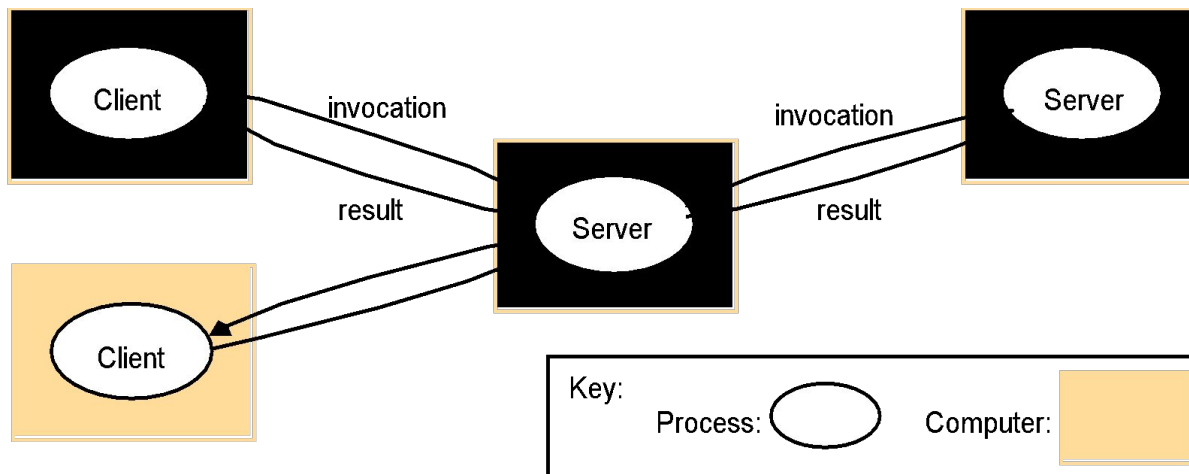 Client
invocation
result
Server
invocation
result
Server
Client
Key:
Process:
Computer: